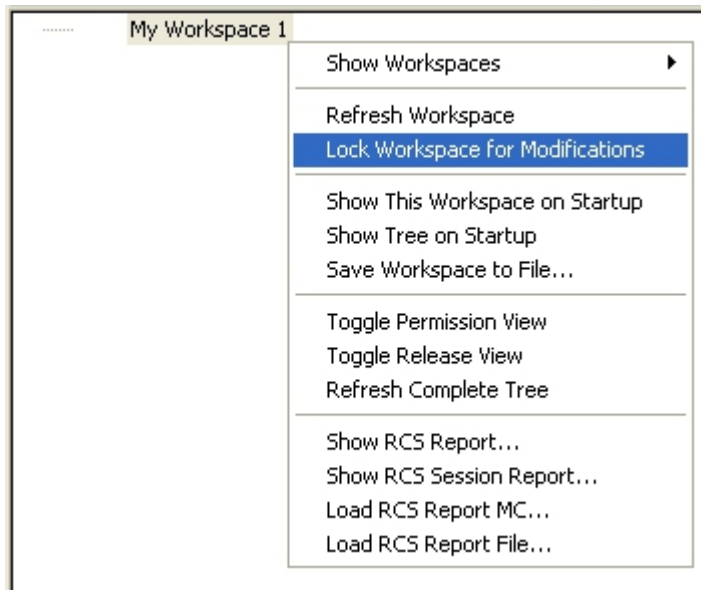 My Workspace 1
Show Workspaces
Refresh Workspace
Lock Workspace for Modifications
Show This Workspace on Startup
Show Tree on Startup
Save Workspace to File...
Toggle Permission View
Toggle Release View
Refresh Complete Tree
Show RCS Report...
Show RCS Session Report...
Load RCS Report MC...
Load RCS Report File...